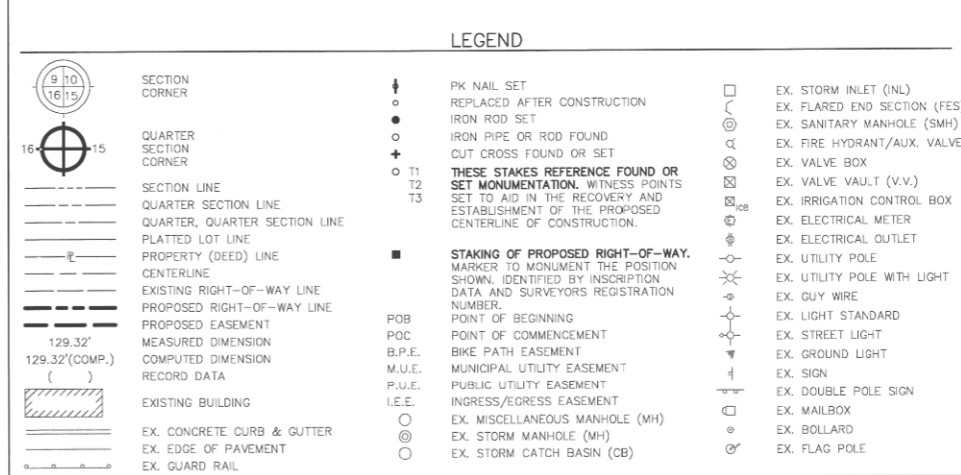 LEGEND
9 10
16 15
SECTION
CORNER
16 15
QUARTER
SECTION
CORNER
SECTION LINE
QUARTER SECTION LINE
QUARTER, QUARTER SECTION LINE
PLATTED LOT LINE
PROPERTY (DEED) LINE
CENTERLINE
EXISTING RIGHT-OF-WAY LINE
PROPOSED RIGHT-OF-WAY LINE
PROPOSED EASEMENT
129.32' MEASURED DIMENSION
129.32'(COMP.) COMPUTED DIMENSION
( ) RECORD DATA
EXISTING BUILDING
EX. CONCRETE CURB & GUTTER
EX. EDGE OF PAVEMENT
EX. GUARD RAIL
PK NAIL SET
REPLACED AFTER CONSTRUCTION
IRON ROD SET
IRON PIPE OR ROD FOUND
CUT CROSS FOUND OR SET
T1 THESE STAKES REFERENCE FOUND OR
T2 SET MONUMENTATION. WITNESS POINTS
T3 SET TO AID IN THE RECOVERY AND
ESTABLISHMENT OF THE PROPOSED
CENTERLINE OF CONSTRUCTION.
STAKING OF PROPOSED RIGHT-OF-WAY.
MARKER TO MONUMENT THE POSITION
SHOWN. IDENTIFIED BY INSCRIPTION
DATA AND SURVEYORS REGISTRATION
NUMBER.
POB POINT OF BEGINNING
POC POINT OF COMMENCEMENT
B.P.E. BIKE PATH EASEMENT
M.U.E. MUNICIPAL UTILITY EASEMENT
P.U.E. PUBLIC UTILITY EASEMENT
I.E.E. INGRESS/EGRESS EASEMENT
EX. MISCELLANEOUS MANHOLE (MH)
EX. STORM MANHOLE (MH)
EX. STORM CATCH BASIN (CB)
EX. STORM INLET (INL)
EX. FLARED END SECTION (FES)
EX. SANITARY MANHOLE (SMH)
EX. FIRE HYDRANT/AUX. VALVE
EX. VALVE BOX
EX. VALVE VAULT (V.V.)
ICB EX. IRRIGATION CONTROL BOX
EX. ELECTRICAL METER
EX. ELECTRICAL OUTLET
EX. UTILITY POLE
EX. UTILITY POLE WITH LIGHT
EX. GUY WIRE
EX. LIGHT STANDARD
EX. STREET LIGHT
EX. GROUND LIGHT
EX. SIGN
EX. DOUBLE POLE SIGN
EX. MAILBOX
EX. BOLLARD
EX. FLAG POLE